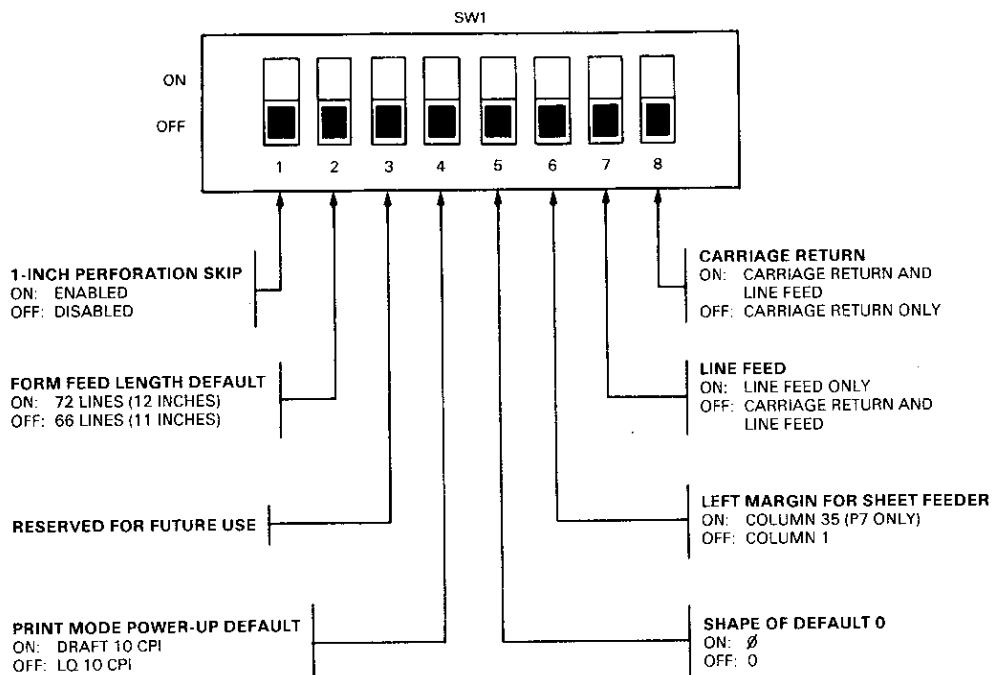 SW1
ON
OFF
1 2 3 4 5 6 7 8
1-INCH PERFORATION SKIP
ON: ENABLED
OFF: DISABLED
FORM FEED LENGTH DEFAULT
ON: 72 LINES (12 INCHES)
OFF: 66 LINES (11 INCHES)
RESERVED FOR FUTURE USE
PRINT MODE POWER-UP DEFAULT
ON: DRAFT 10 CPI
OFF: LQ 10 CPI
CARRIAGE RETURN
ON: CARRIAGE RETURN AND
LINE FEED
OFF: CARRIAGE RETURN ONLY
LINE FEED
ON: LINE FEED ONLY
OFF: CARRIAGE RETURN AND
LINE FEED
LEFT MARGIN FOR SHEET FEEDER
ON: COLUMN 35 (P7 ONLY)
OFF: COLUMN 1
SHAPE OF DEFAULT 0
ON: Ø
OFF: 0